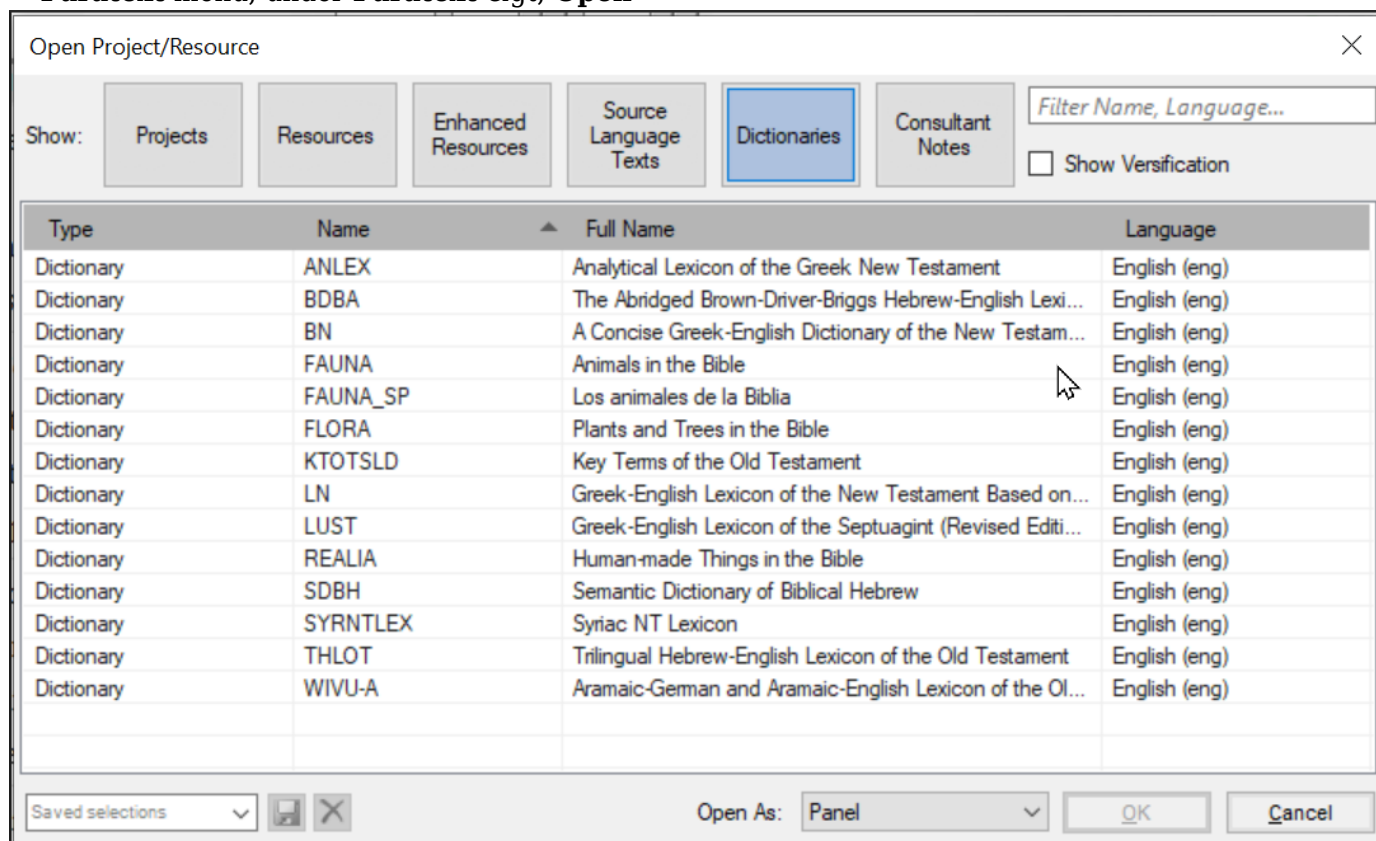 Open Project/Resource
Show:
Projects
Resources
Enhanced
Resources
Source
Language
Texts
Dictionaries
Consultant
Notes
Filter Name, Language...
Show Versification
Type Name Full Name Language
Dictionary ANLEX Analytical Lexicon of the Greek New Testament English (eng)
Dictionary BDBA The Abridged Brown-Driver-Briggs Hebrew-English Lexi... English (eng)
Dictionary BN A Concise Greek-English Dictionary of the New Testam... English (eng)
Dictionary FAUNA Animals in the Bible English (eng)
Dictionary FAUNA_SP Los animales de la Biblia English (eng)
Dictionary FLORA Plants and Trees in the Bible English (eng)
Dictionary KTOTSLD Key Terms of the Old Testament English (eng)
Dictionary LN Greek-English Lexicon of the New Testament Based on... English (eng)
Dictionary LUST Greek-English Lexicon of the Septuagint (Revised Editi... English (eng)
Dictionary REALIA Human-made Things in the Bible English (eng)
Dictionary SDBH Semantic Dictionary of Biblical Hebrew English (eng)
Dictionary SYRNTLEX Syriac NT Lexicon English (eng)
Dictionary THLOT Trilingual Hebrew-English Lexicon of the Old Testament English (eng)
Dictionary WIVU-A Aramaic-German and Aramaic-English Lexicon of the Ol... English (eng)
Saved selections Open As: Panel OK Cancel